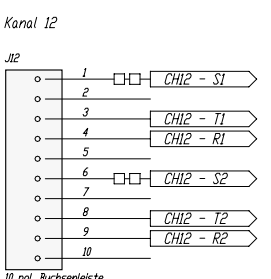 Kanal 12
J12
1 CH12 - S1
2
3 CH12 - T1
4 CH12 - R1
5
6 CH12 - S2
7
8 CH12 - T2
9 CH12 - R2
10
10 pol. Buchsenleiste